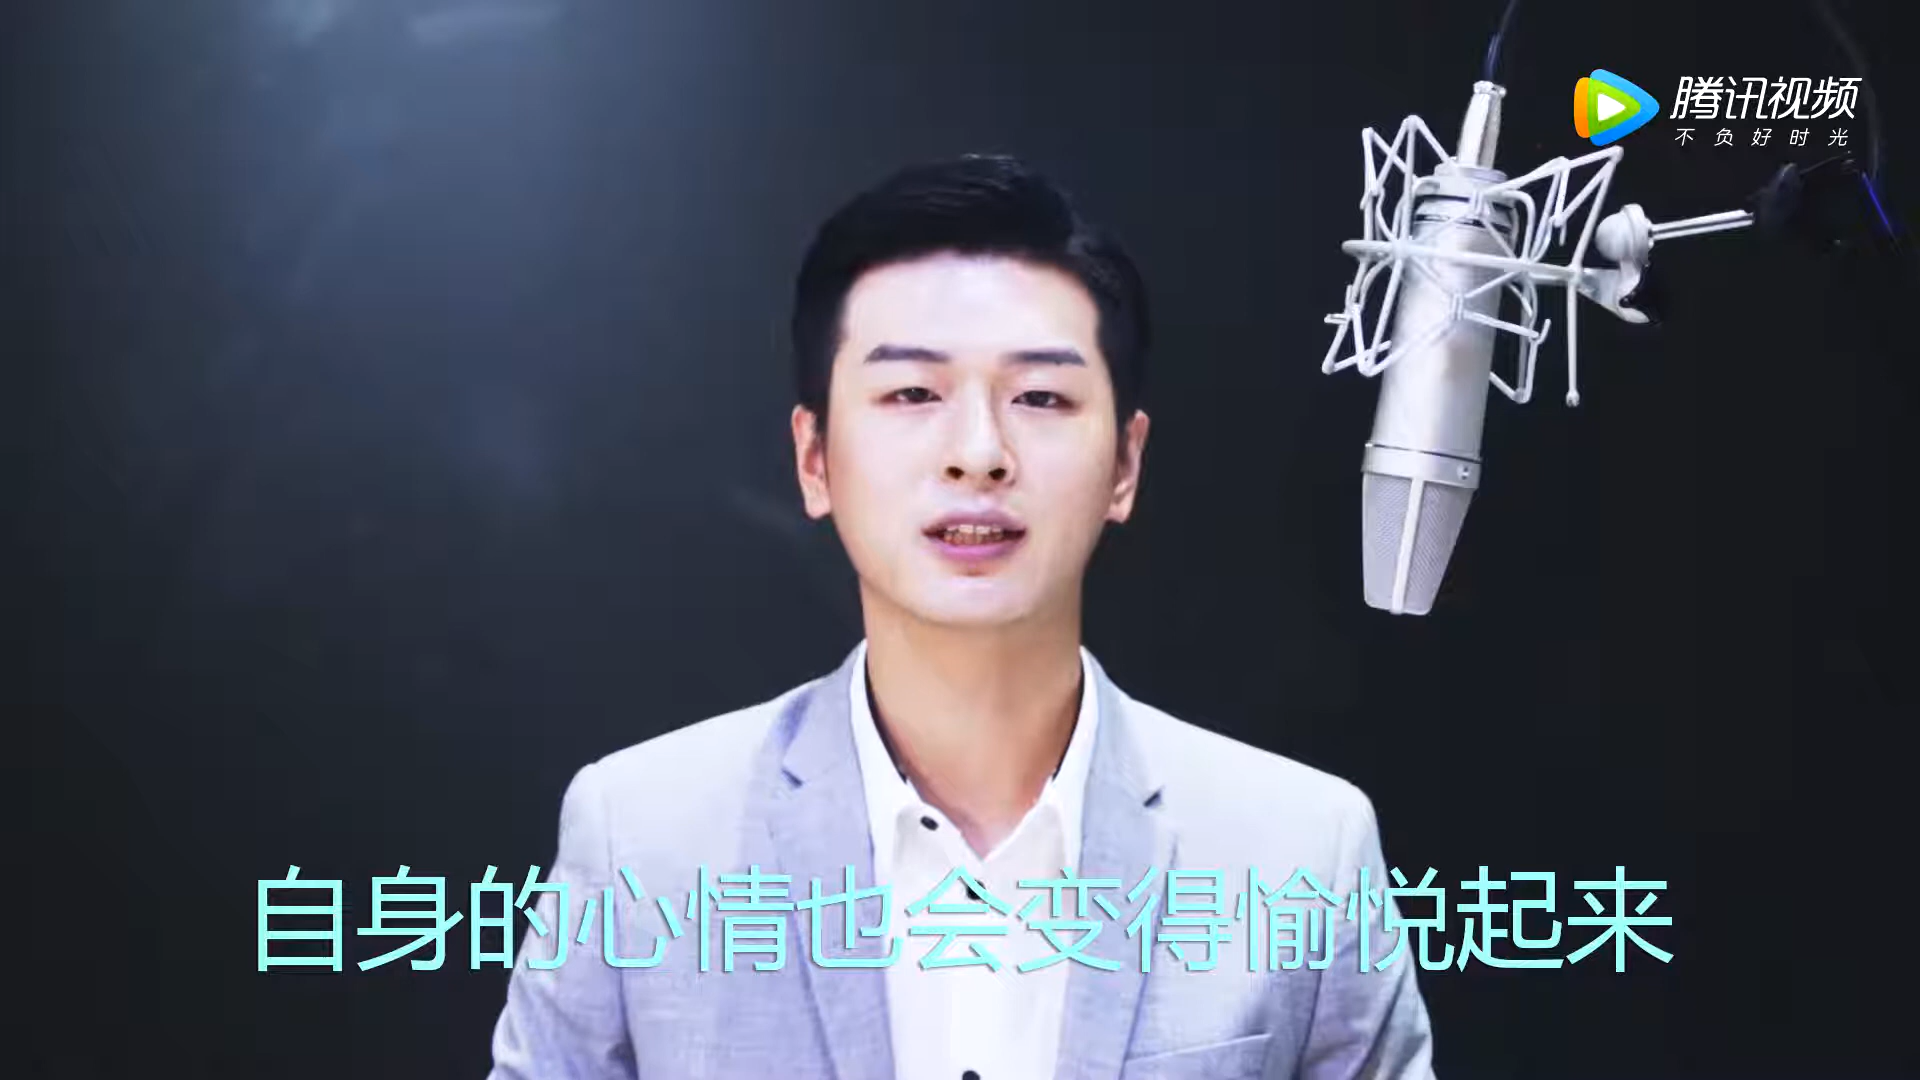 腾讯视频
不负好时光
自身的心情也会变得愉悦起来